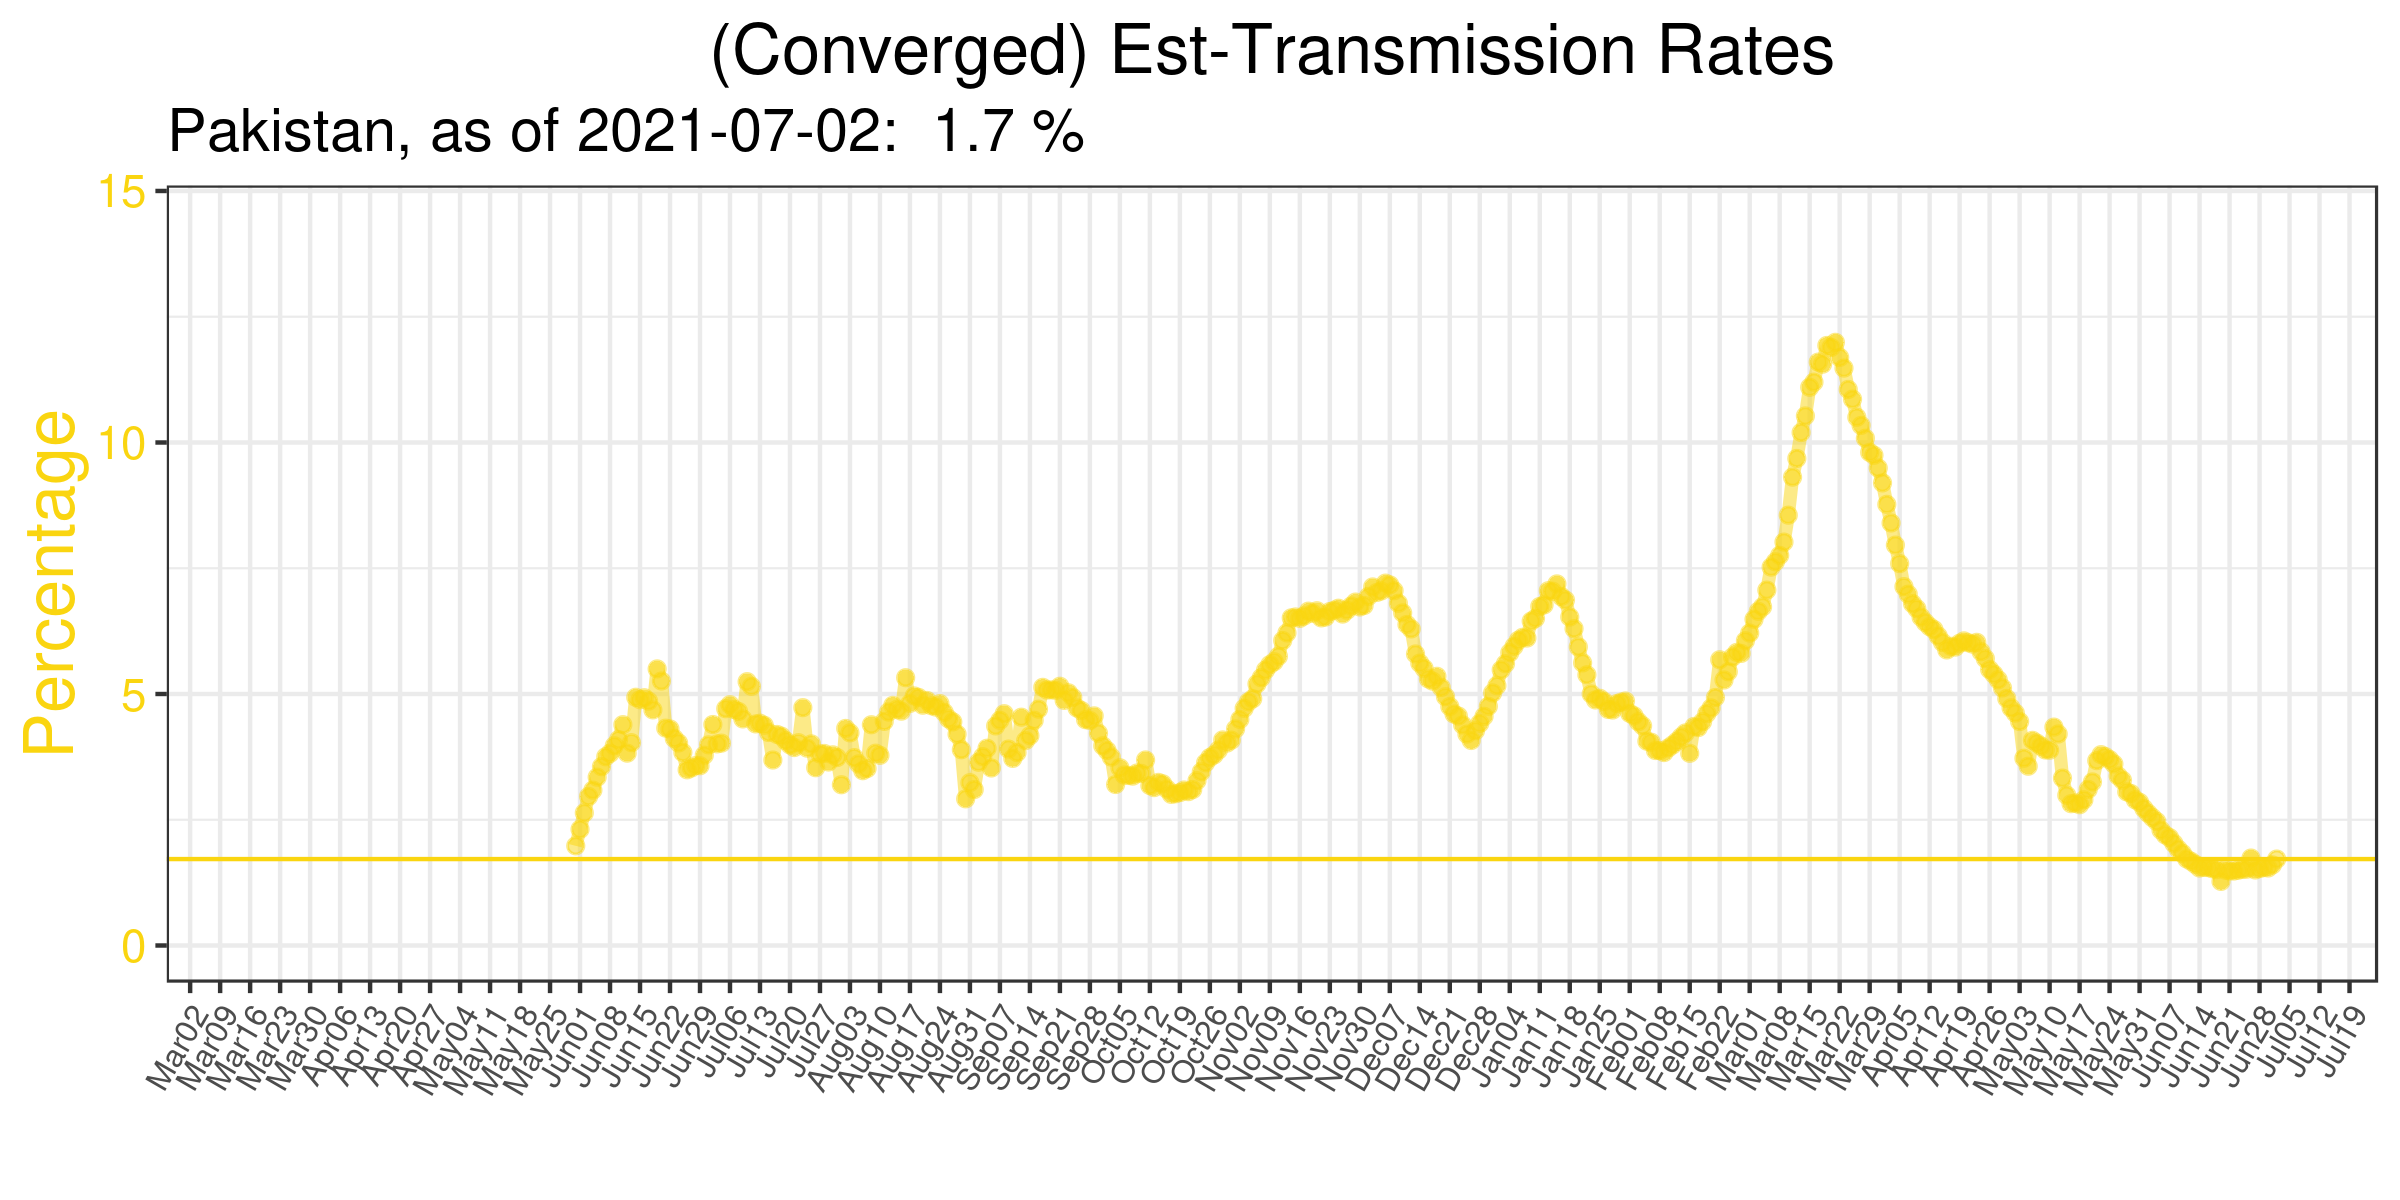 (Converged) Est-Transmission Rates
Pakistan, as of 2021-07-02:  1.7 %
Percentage
15
10
5
0
Mar02
Mar09
Mar16
Mar23
Mar30
Apr06
Apr13
Apr20
Apr27
May04
May11
May18
May25
Jun01
Jun08
Jun15
Jun22
Jun29
Jul06
Jul13
Jul20
Jul27
Aug03
Aug10
Aug17
Aug24
Aug31
Sep07
Sep14
Sep21
Sep28
Oct05
Oct12
Oct19
Oct26
Nov02
Nov09
Nov16
Nov23
Nov30
Dec07
Dec14
Dec21
Dec28
Jan04
Jan11
Jan18
Jan25
Feb01
Feb08
Feb15
Feb22
Mar01
Mar08
Mar15
Mar22
Mar29
Apr05
Apr12
Apr19
Apr26
May03
May10
May17
May24
May31
Jun07
Jun14
Jun21
Jun28
Jul05
Jul12
Jul19